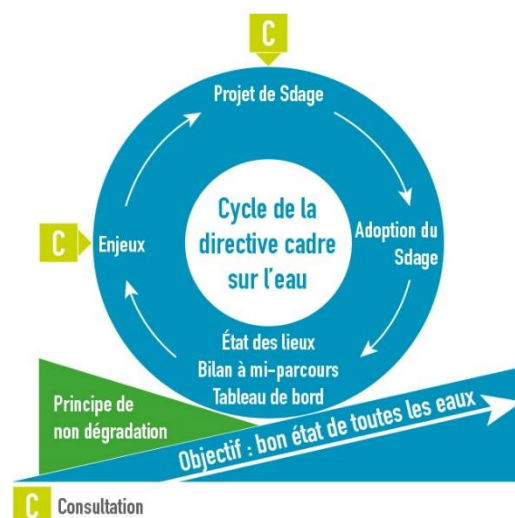 C
Projet de Sdage
Cycle de la
directive cadre
sur l'eau
Adoption du
Sdage
C
Enjeux
État des lieux
Bilan à mi-parcours
Tableau de bord
Principe de
non dégradation
Objectif : bon état de toutes les eaux
C Consultation